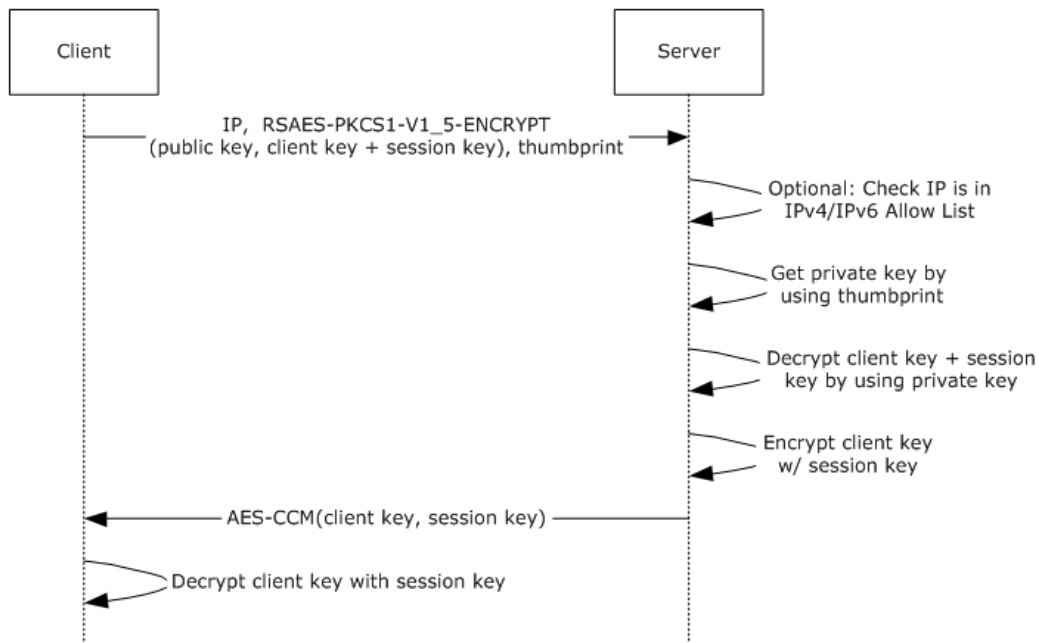 Client
Server
IP,  RSAES-PKCS1-V1_5-ENCRYPT
(public key, client key + session key), thumbprint
Optional: Check IP is in
IPv4/IPv6 Allow List
Get private key by
using thumbprint
Decrypt client key + session
key by using private key
Encrypt client key
w/ session key
AES-CCM(client key, session key)
Decrypt client key with session key